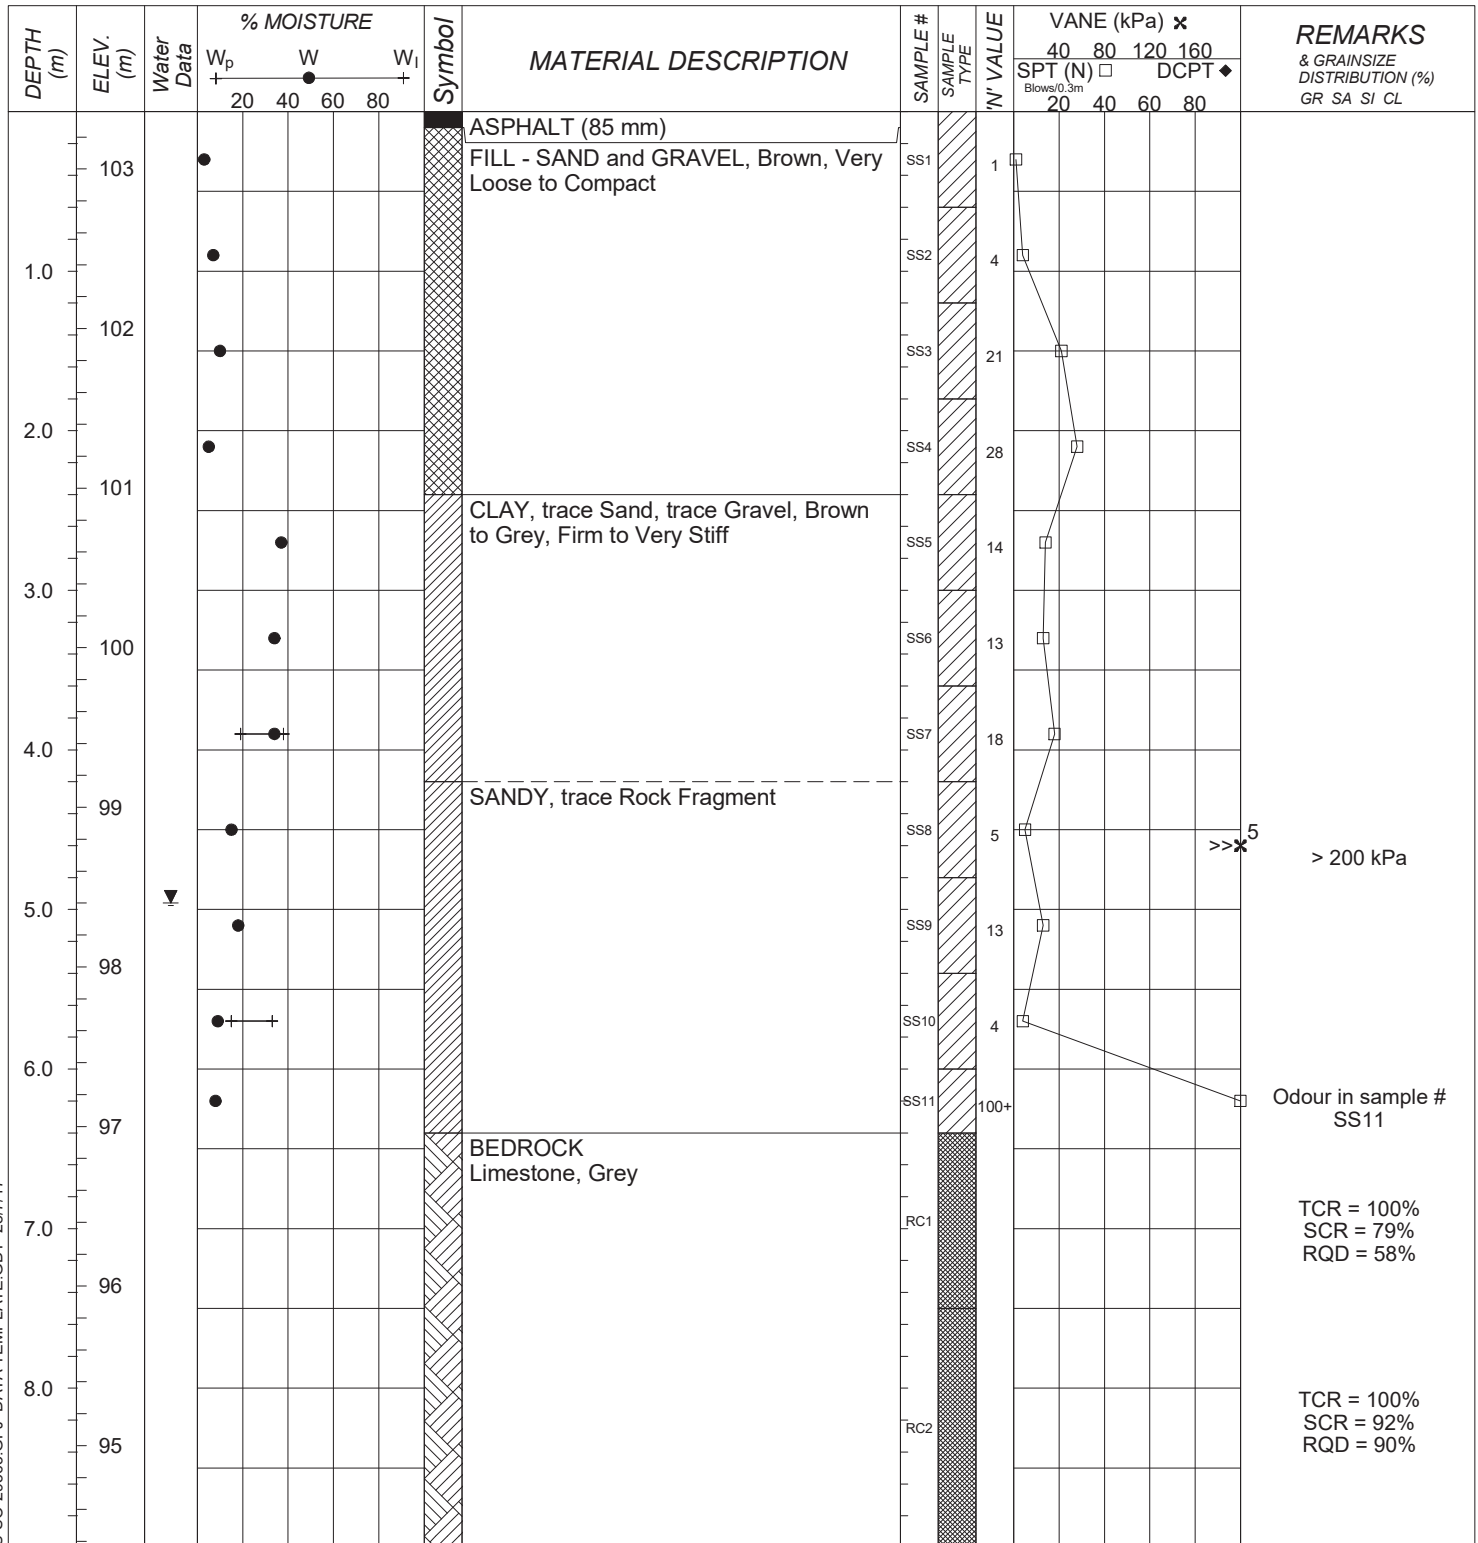 DEPTH (m)
ELEV. (m)
Water Data
% MOISTURE
Wp W Wl
20 40 60 80
Symbol
MATERIAL DESCRIPTION
SAMPLE #
SAMPLE TYPE
'N' VALUE
VANE (kPa)
40 80 120 160
SPT (N) DCPT
Blows/0.3m
20 40 60 80
REMARKS
& GRAINSIZE
DISTRIBUTION (%)
GR SA SI CL
ASPHALT (85 mm)
103
FILL - SAND and GRAVEL, Brown, Very
Loose to Compact
SS1
1
1.0
SS2
4
102
SS3
21
2.0
SS4
28
101
CLAY, trace Sand, trace Gravel, Brown
to Grey, Firm to Very Stiff
SS5
14
3.0
100
SS6
13
4.0
SS7
18
99
SANDY, trace Rock Fragment
SS8
5
5
>>
> 200 kPa
5.0
SS9
13
98
SS10
4
6.0
SS11
100+
Odour in sample #
SS11
97
BEDROCK
Limestone, Grey
7.0
RC1
TCR = 100%
SCR = 79%
RQD = 58%
96
8.0
RC2
TCR = 100%
SCR = 92%
RQD = 90%
95